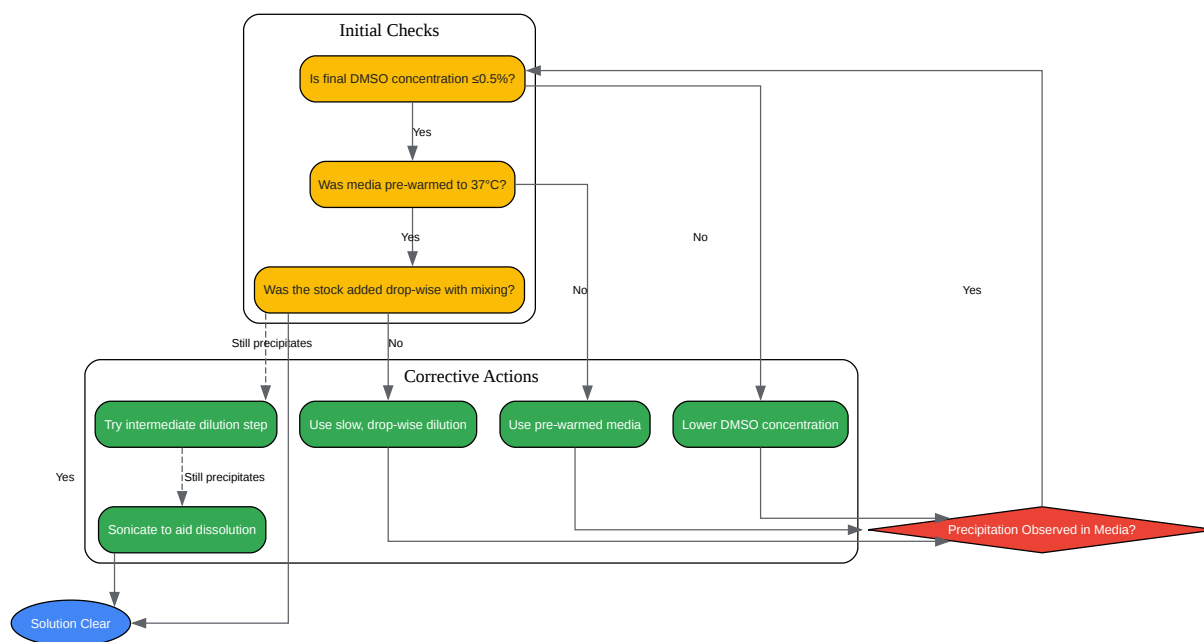 Initial Checks
Is final DMSO concentration ≤0.5%?
Yes
Was media pre-warmed to 37°C?
Yes
No
Was the stock added drop-wise with mixing?
No
Yes
Still precipitates
No
Corrective Actions
Try intermediate dilution step
Use slow, drop-wise dilution
Use pre-warmed media
Lower DMSO concentration
Yes
Still precipitates
Sonicate to aid dissolution
Precipitation Observed in Media?
Solution Clear